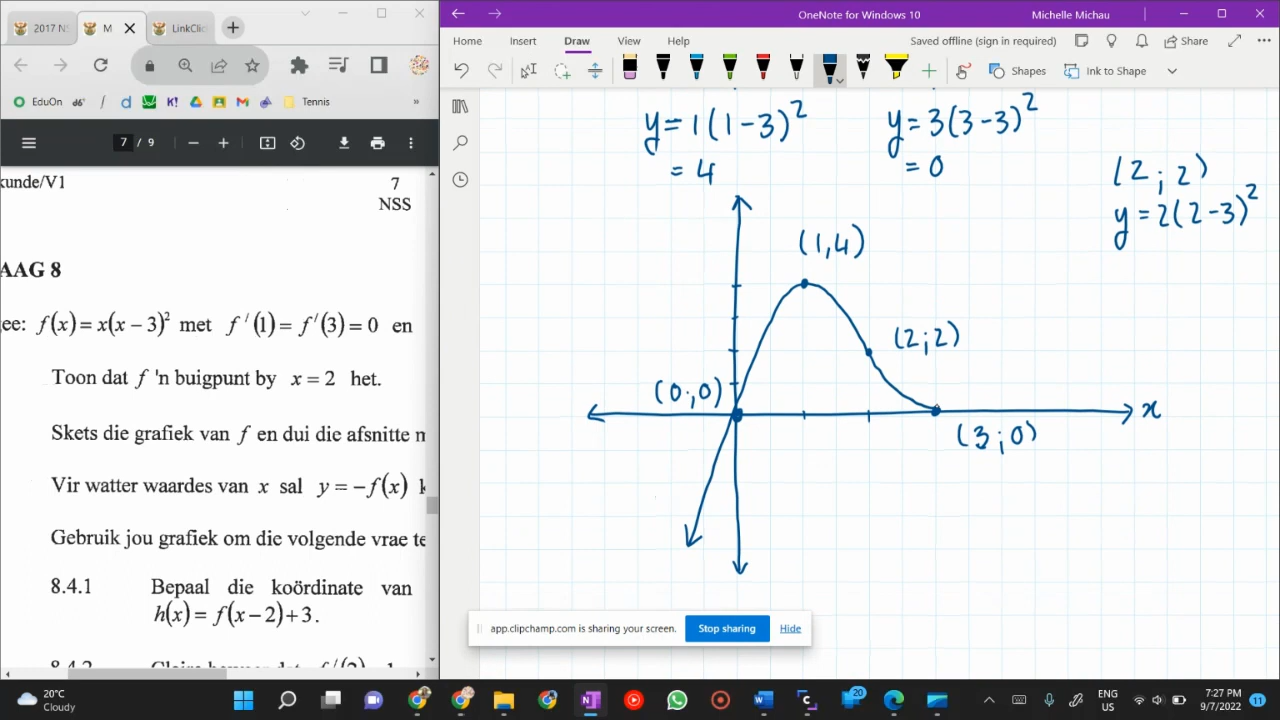 2017 NS
M
LinkClic
OneNote for Windows 10
Michelle Michau
Home Insert Draw View Help
Saved offline (sign in required)
Share
Shapes
Ink to Shape
EduOn
Tennis
7 / 9
kunde/V1
7
NSS
AAG 8
ee: f(x) = x(x − 3)² met f ′(1) = f ′(3) = 0 en
Toon dat f 'n buigpunt by x = 2 het.
Skets die grafiek van f en dui die afsnitte m
Vir watter waardes van x sal y = −f(x) k
Gebruik jou grafiek om die volgende vrae te
8.4.1 Bepaal die koördinate van
h(x) = f(x − 2) + 3.
y = 1(1−3)²
= 4
y = 3(3−3)²
= 0
(2;2)
y = 2(2−3)²
(1,4)
(2;2)
(0;0)
x
(3;0)
app.clipchamp.com is sharing your screen.
Stop sharing
Hide
20°C
Cloudy
20
ENG
US
7:27 PM
9/7/2022
11